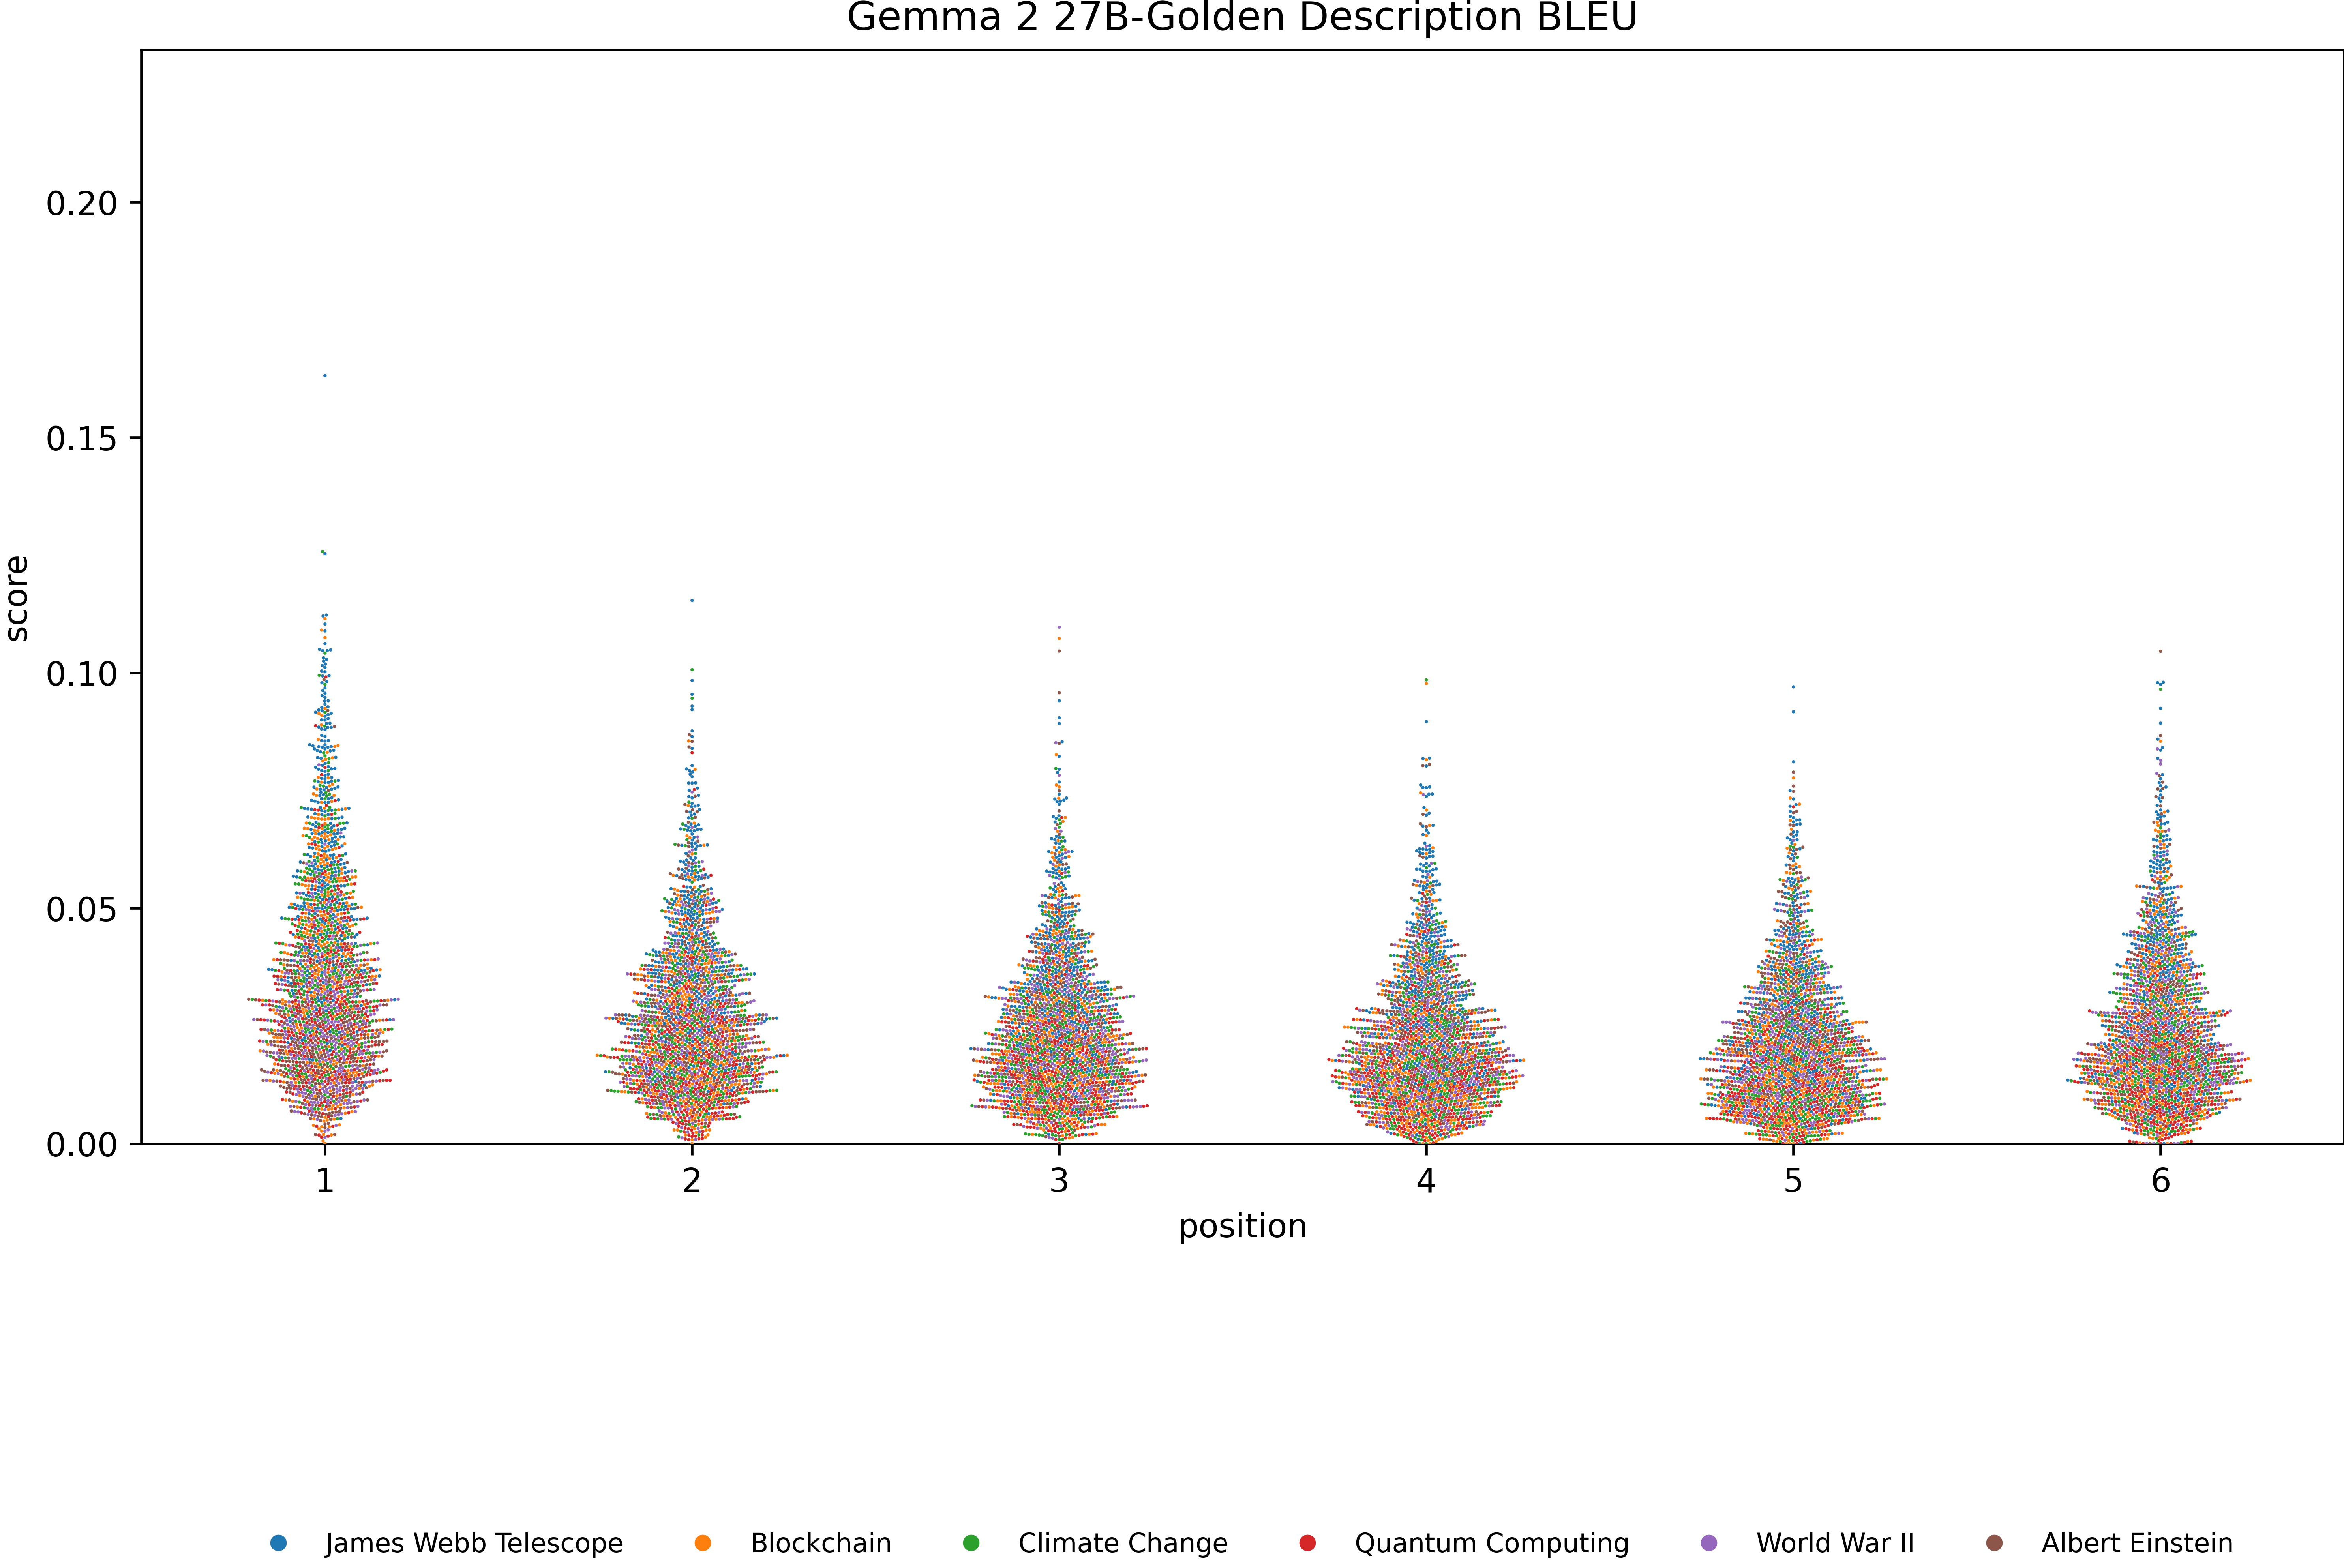 Gemma 2 27B-Golden Description BLEU
score
0.20
0.15
0.10
0.05
0.00
1 2 3 4 5 6
position
James Webb Telescope Blockchain Climate Change Quantum Computing World War II Albert Einstein